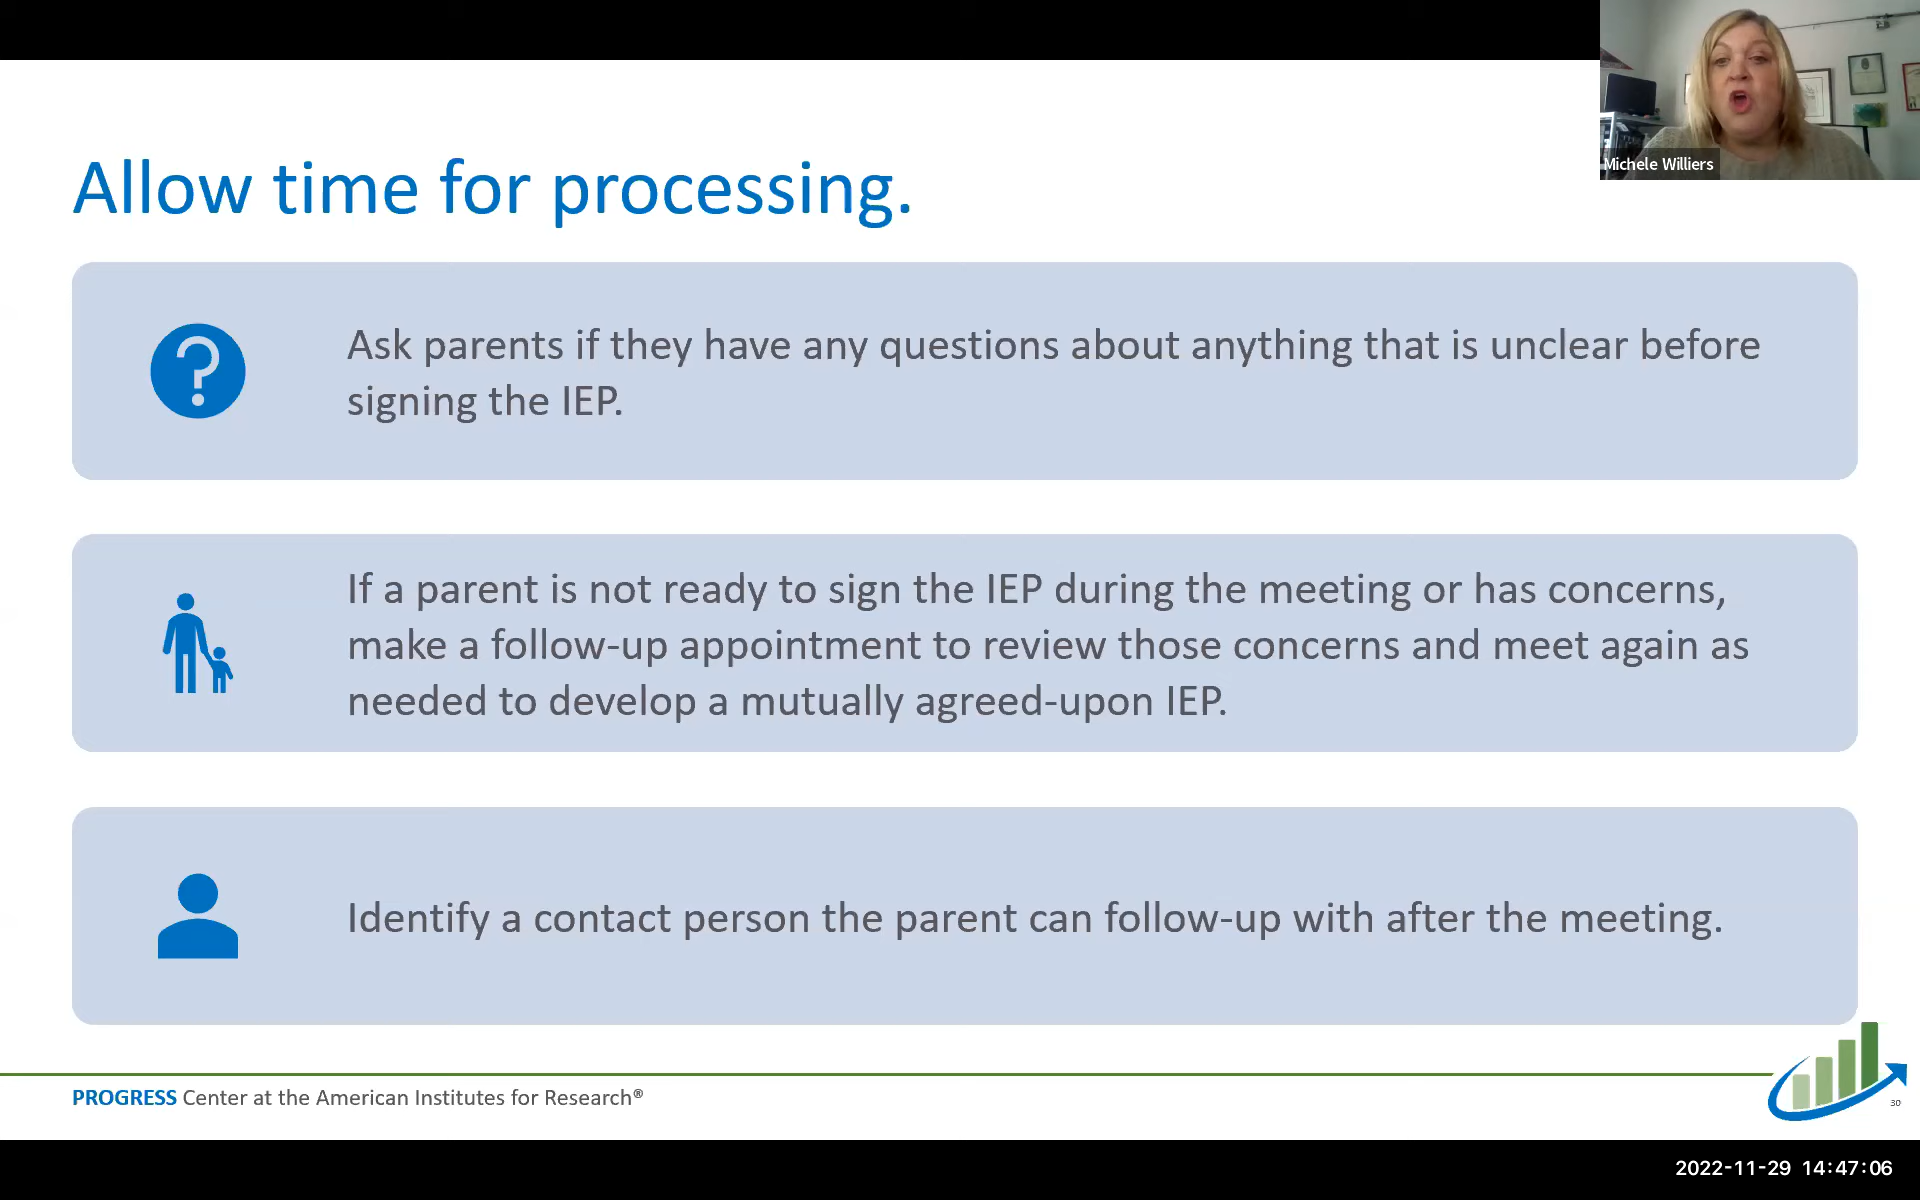 Michele Williers
Allow time for processing.
Ask parents if they have any questions about anything that is unclear before
signing the IEP.
If a parent is not ready to sign the IEP during the meeting or has concerns,
make a follow-up appointment to review those concerns and meet again as
needed to develop a mutually agreed-upon IEP.
Identify a contact person the parent can follow-up with after the meeting.
PROGRESS Center at the American Institutes for Research®
30
2022-11-29 14:47:06